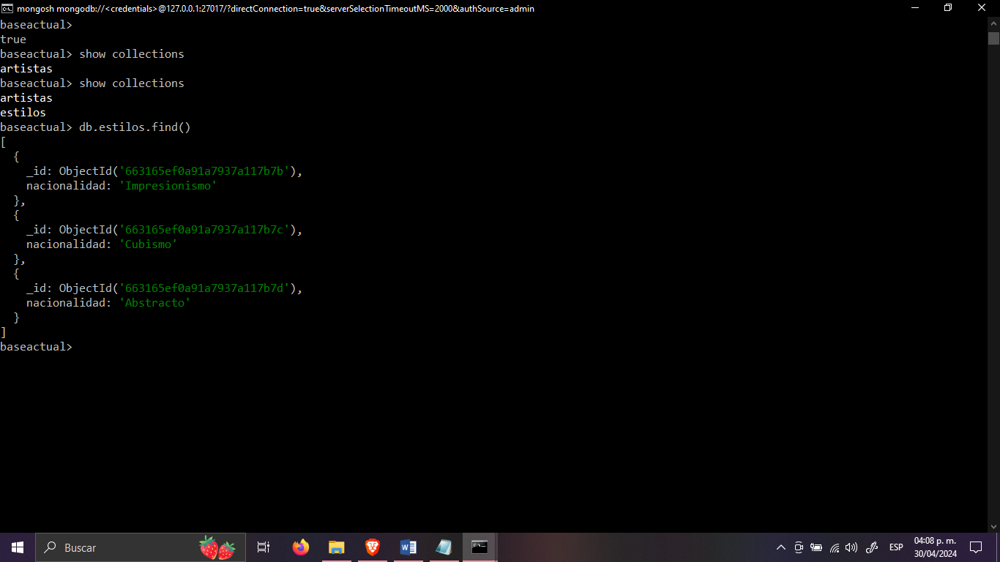 mongosh mongodb://<credentials>@127.0.0.1:27017/?directConnection=true&serverSelectionTimeoutMS=2000&authSource=admin
baseactual>
true
baseactual> show collections
artistas
baseactual> show collections
artistas
estilos
baseactual> db.estilos.find()
[
  {
    _id: ObjectId('663165ef0a91a7937a117b7b'),
    nacionalidad: 'Impresionismo'
  },
  {
    _id: ObjectId('663165ef0a91a7937a117b7c'),
    nacionalidad: 'Cubismo'
  },
  {
    _id: ObjectId('663165ef0a91a7937a117b7d'),
    nacionalidad: 'Abstracto'
  }
]
baseactual>
Buscar
ESP
04:08 p. m.
30/04/2024